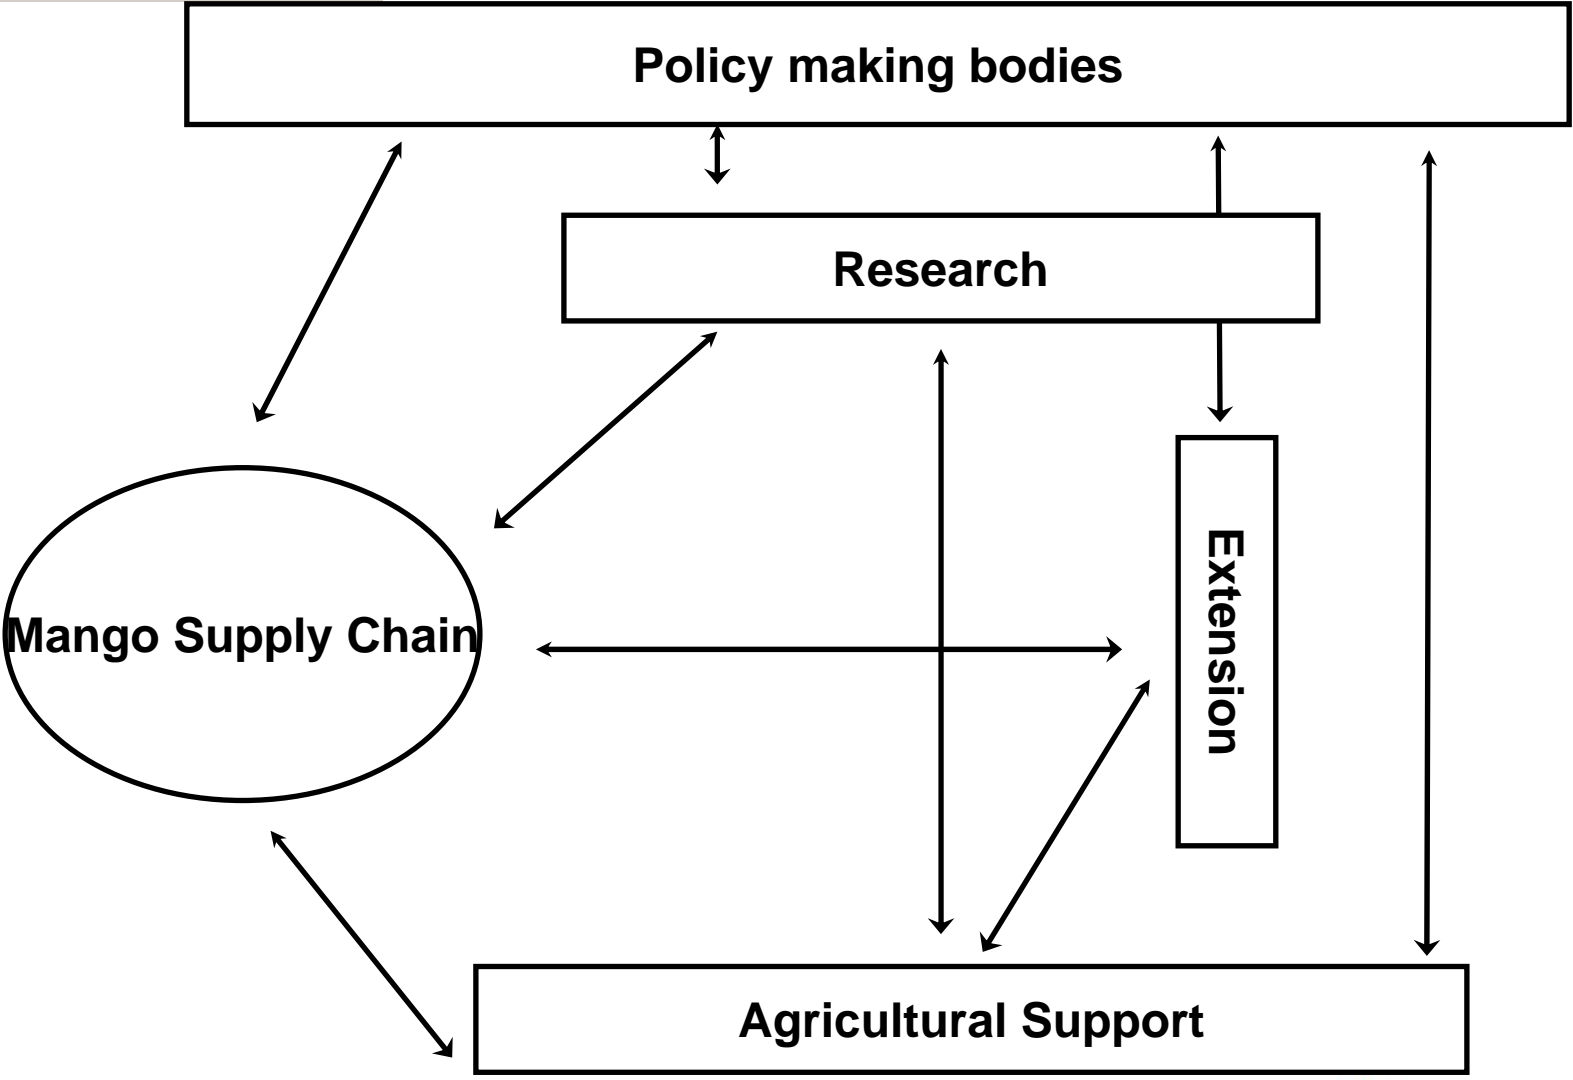 Policy making bodies
Research
Mango Supply Chain
Extension
Agricultural Support